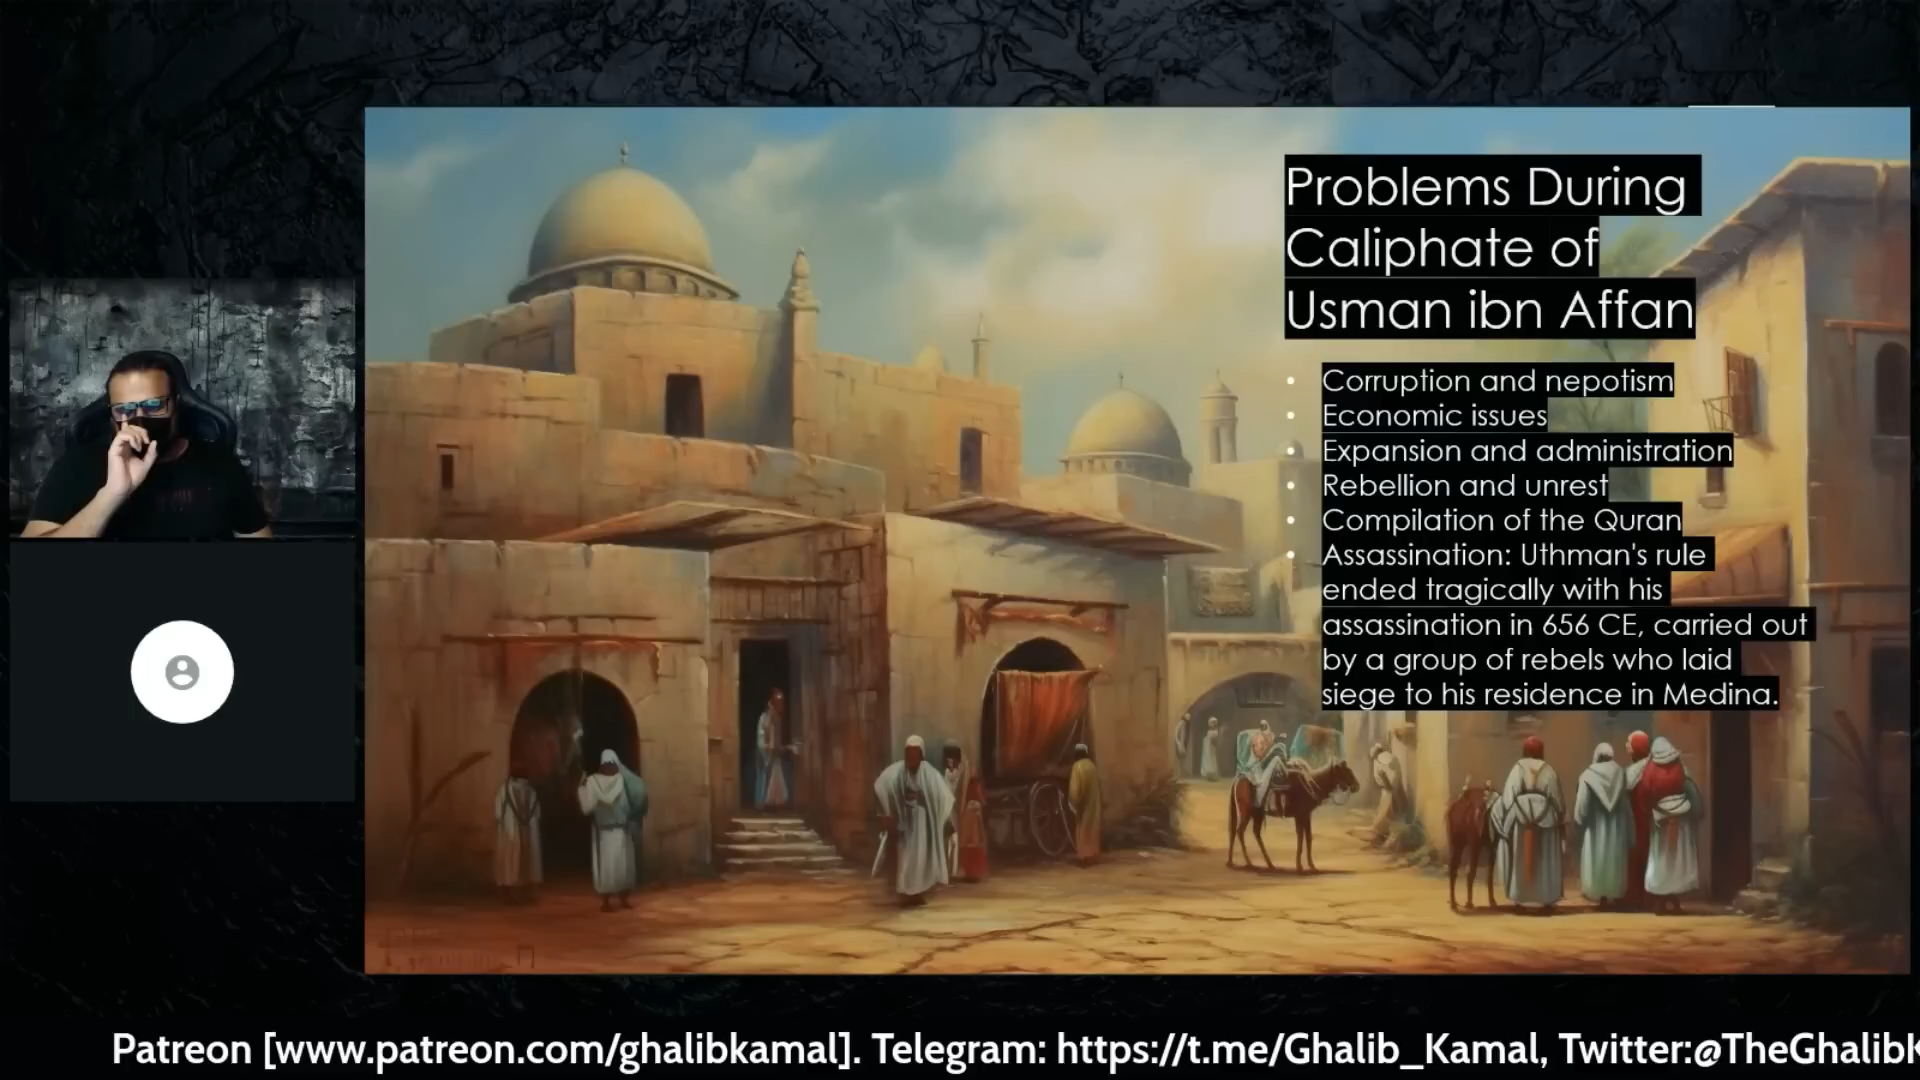 Problems During
Caliphate of
Usman ibn Affan
• Corruption and nepotism
• Economic issues
• Expansion and administration
• Rebellion and unrest
• Compilation of the Quran
• Assassination: Uthman's rule
ended tragically with his
assassination in 656 CE, carried out
by a group of rebels who laid
siege to his residence in Medina.
Patreon [www.patreon.com/ghalibkamal]. Telegram: https://t.me/Ghalib_Kamal, Twitter:@TheGhalibK